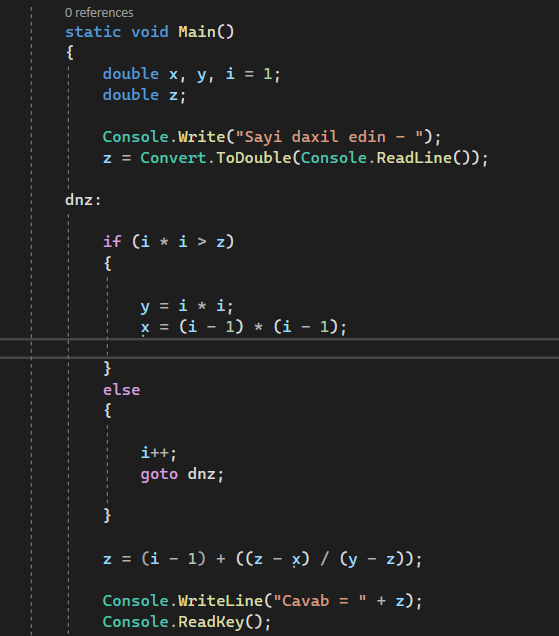 0 references
static void Main()
{
double x, y, i = 1;
double z;
Console.Write("Sayi daxil edin - ");
z = Convert.ToDouble(Console.ReadLine());
dnz:
if (i * i > z)
{
y = i * i;
x = (i - 1) * (i - 1);
}
else
{
i++;
goto dnz;
}
z = (i - 1) + ((z - x) / (y - z));
Console.WriteLine("Cavab = " + z);
Console.ReadKey();